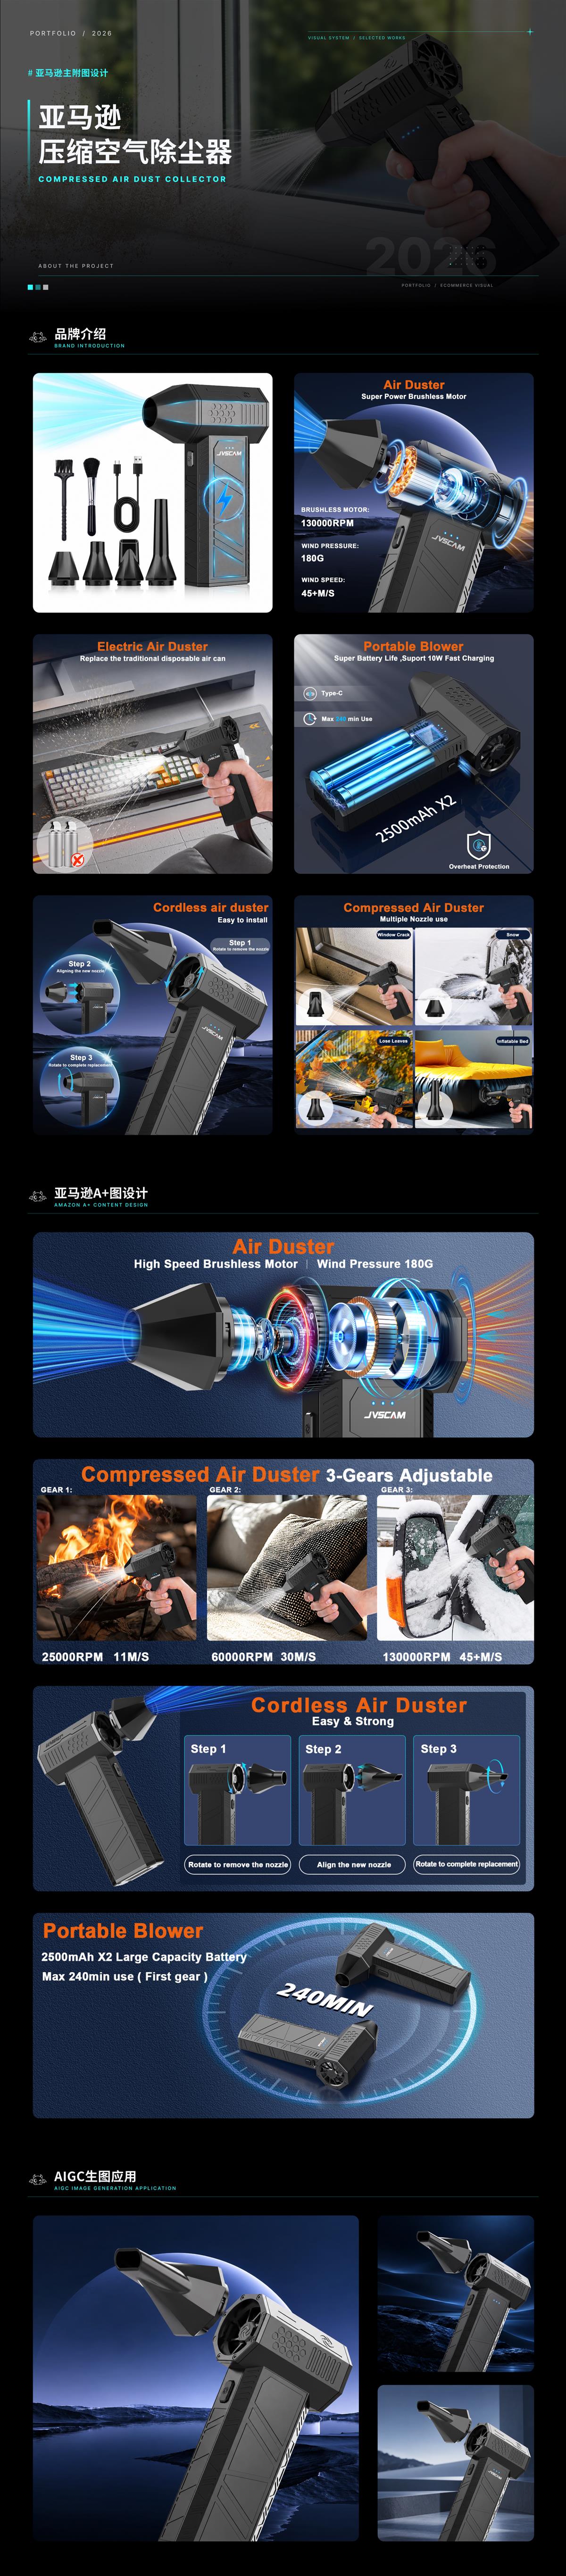 PORTFOLIO / 2026
VISUAL SYSTEM / SELECTED WORKS
# 亚马逊主附图设计
亚马逊
压缩空气除尘器
COMPRESSED AIR DUST COLLECTOR
2026
ABOUT THE PROJECT
PORTFOLIO / ECOMMERCE VISUAL
品牌介绍
BRAND INTRODUCTION
JVSCAM
Air Duster
Super Power Brushless Motor
BRUSHLESS MOTOR:
130000RPM
WIND PRESSURE:
180G
WIND SPEED:
45+M/S
JVSCAM
Electric Air Duster
Replace the traditional disposable air can
Portable Blower
Super Battery Life ,Suport 10W Fast Charging
Type-C
Max 240 min Use
2500mAh X2
Overheat Protection
Cordless air duster
Easy to install
Step 1
Rotate to remove the nozzle
Step 2
Aligning the new nozzle
Step 3
Rotate to complete replacement
JVSCAM
Compressed Air Duster
Multiple Nozzle use
Window Crack
Snow
Lose Leaves
Inflatable Bed
亚马逊A+图设计
AMAZON A+ CONTENT DESIGN
Air Duster
High Speed Brushless Motor | Wind Pressure 180G
JVSCAM
Compressed Air Duster 3-Gears Adjustable
GEAR 1:
GEAR 2:
GEAR 3:
25000RPM 11M/S
60000RPM 30M/S
130000RPM 45+M/S
Cordless Air Duster
Easy & Strong
Step 1
Step 2
Step 3
Rotate to remove the nozzle
Align the new nozzle
Rotate to complete replacement
Portable Blower
2500mAh X2 Large Capacity Battery
Max 240min use ( First gear )
240MIN
AIGC生图应用
AIGC IMAGE GENERATION APPLICATION